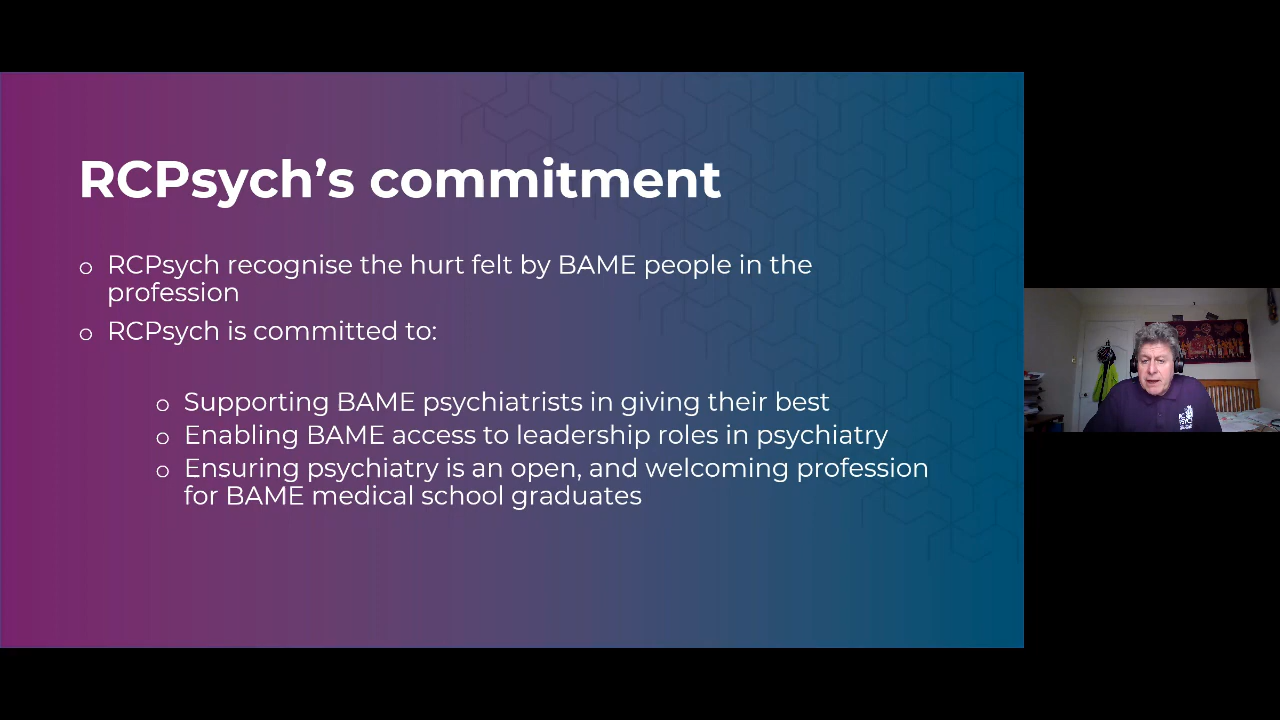 RCPsych’s commitment
o RCPsych recognise the hurt felt by BAME people in the
profession
o RCPsych is committed to:
o Supporting BAME psychiatrists in giving their best
o Enabling BAME access to leadership roles in psychiatry
o Ensuring psychiatry is an open, and welcoming profession
for BAME medical school graduates